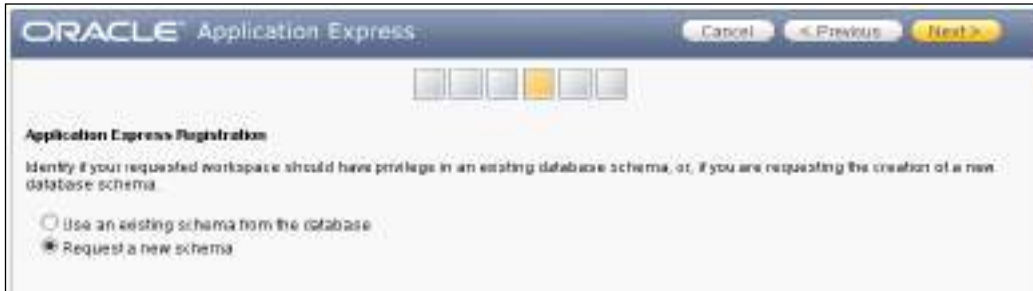 ORACLE Application Express
Cancel
< Previous
Next >
Application Express Registration
Identify if your requested workspace should have privilege in an existing database schema, or, if you are requesting the creation of a new
database schema.
Use an existing schema from the database
Request a new schema